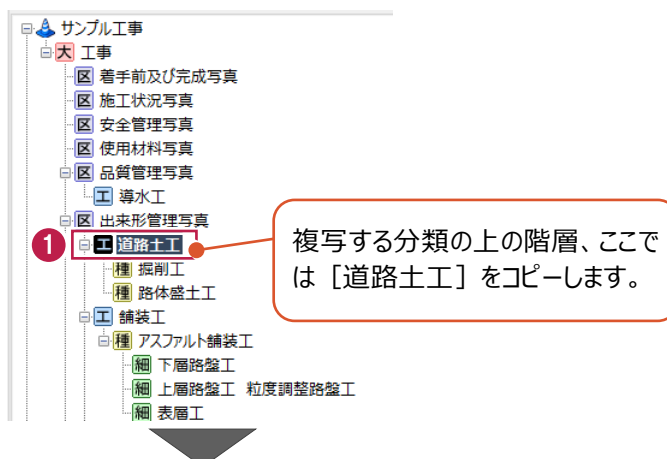 サンプル工事
大 工事
区 着手前及び完成写真
区 施工状況写真
区 安全管理写真
区 使用材料写真
区 品質管理写真
工 導水工
区 出来形管理写真
1 工 道路土工
複写する分類の上の階層、ここで
は［道路土工］をコピーします。
種 掘削工
種 路体盛土工
工 舗装工
種 アスファルト舗装工
細 下層路盤工
細 上層路盤工 粒度調整路盤工
細 表層工